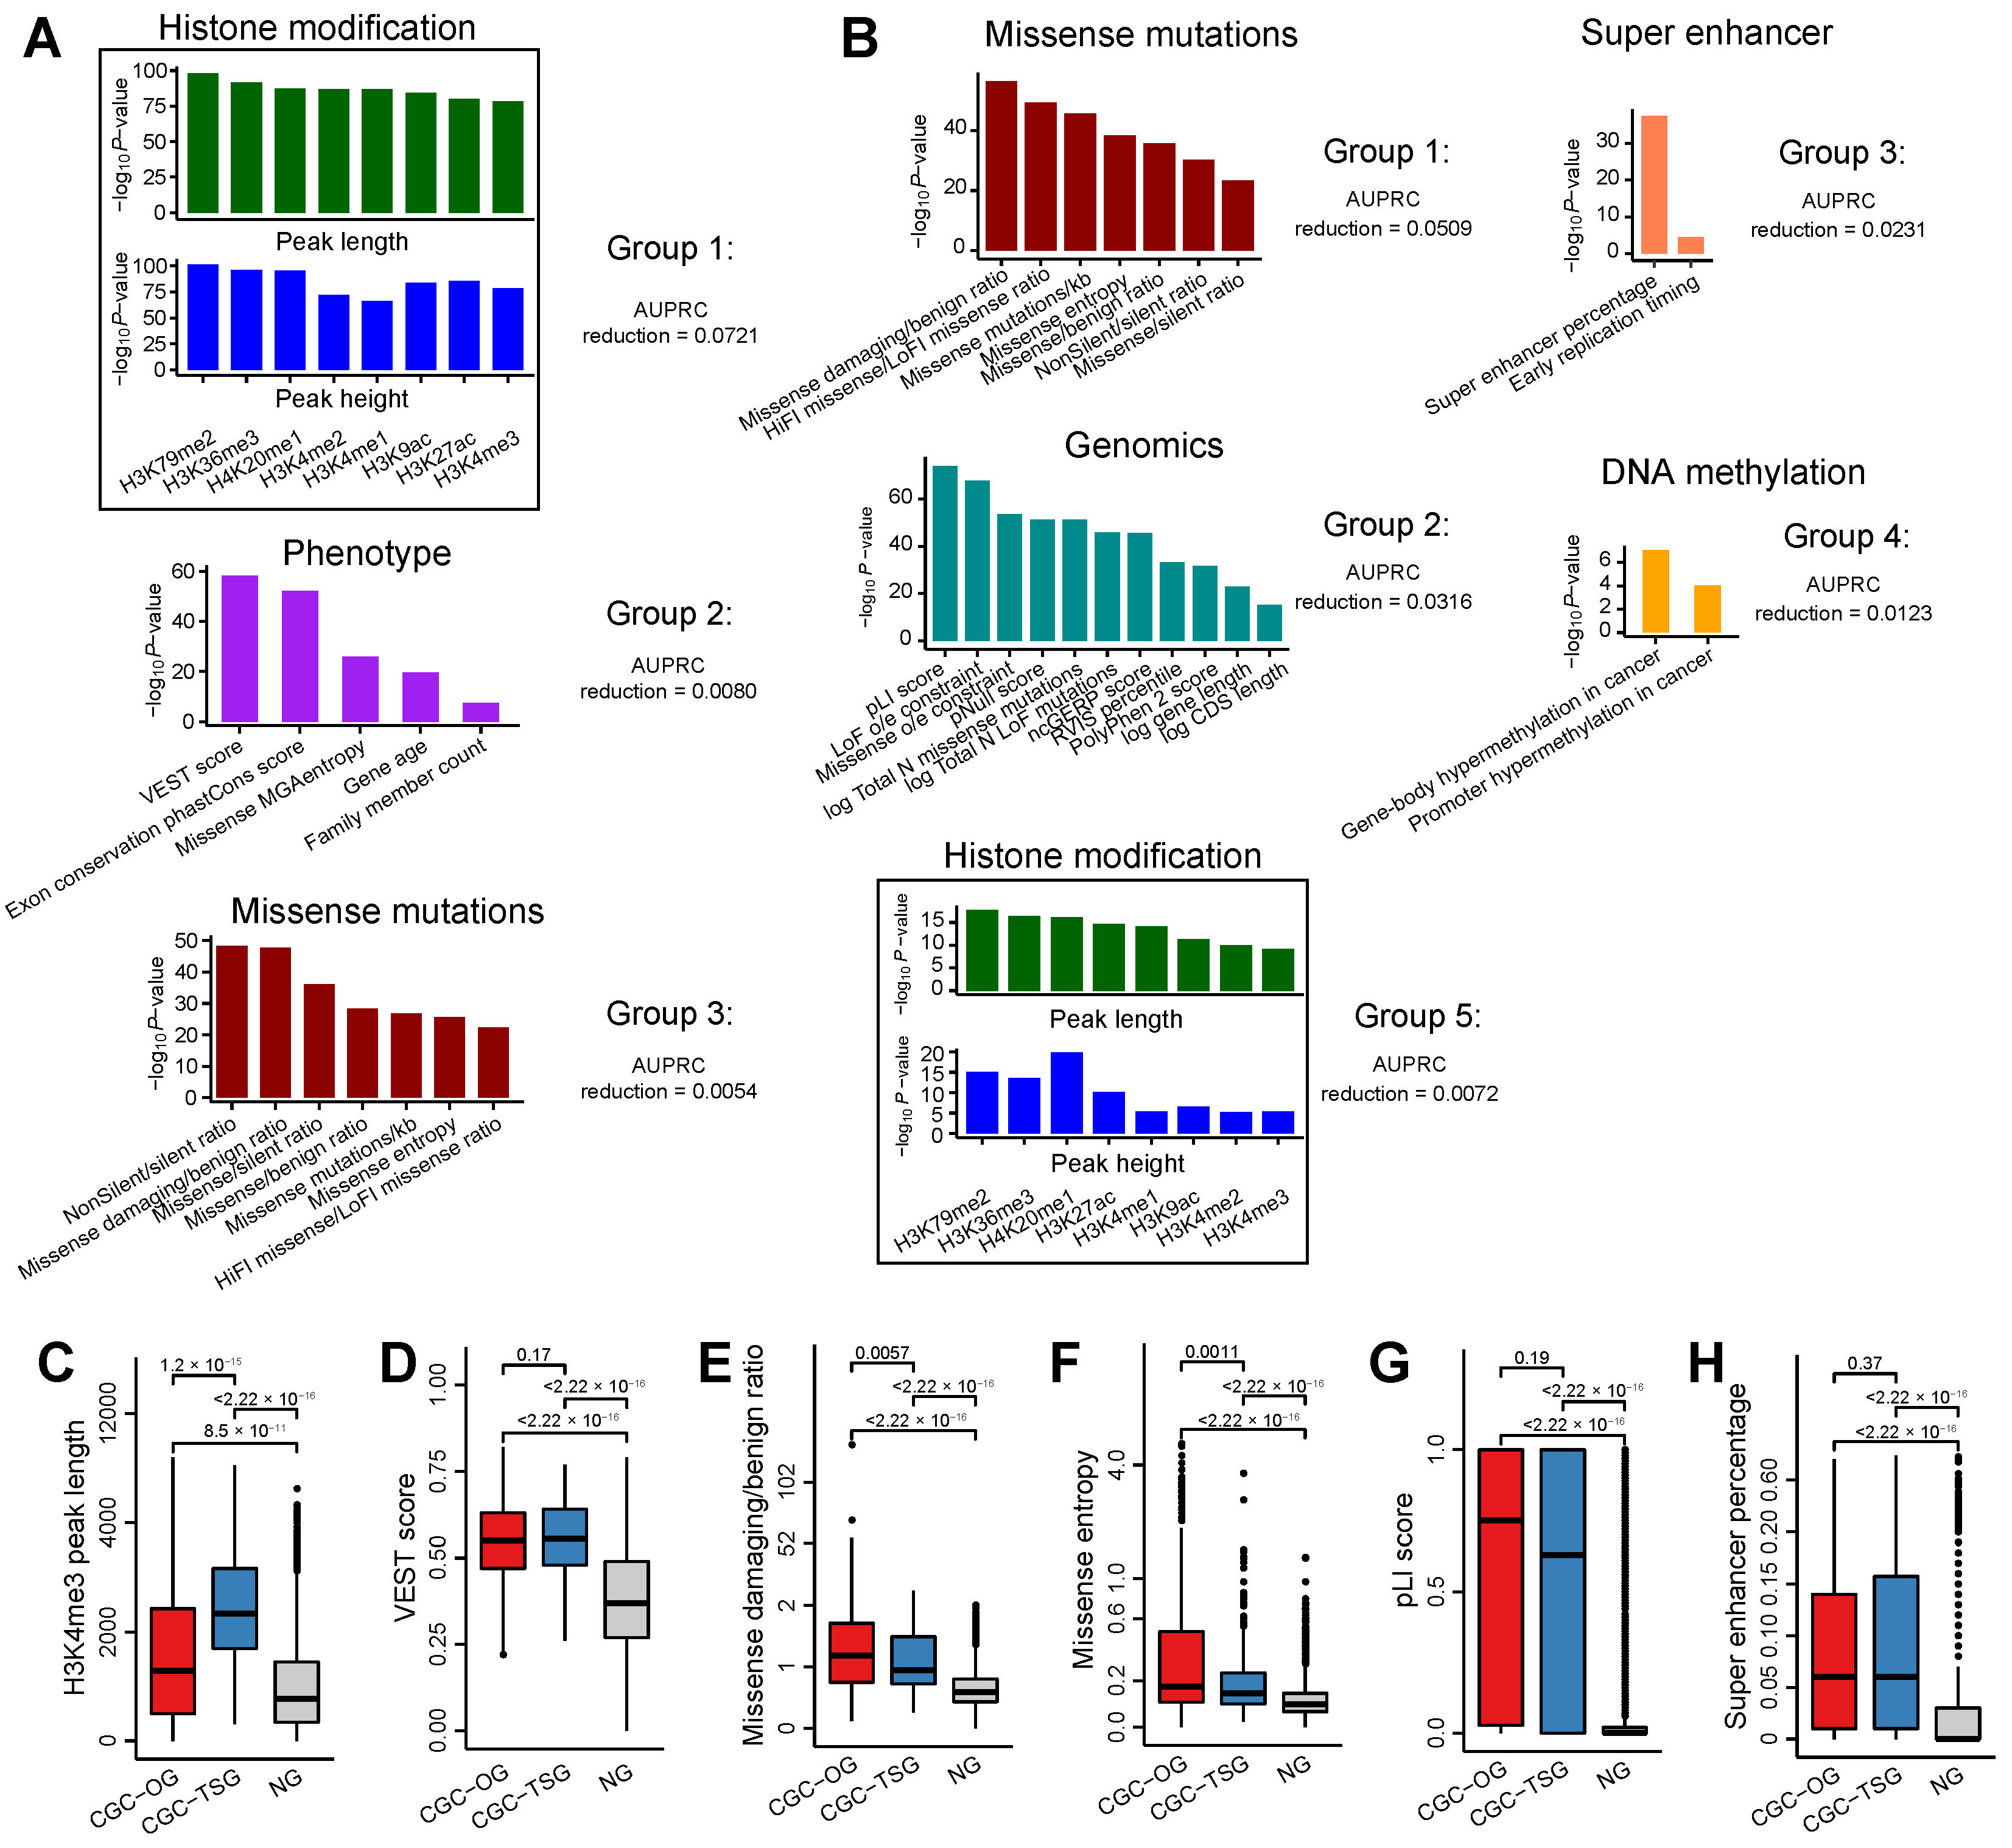 A
Histone modification
−log10P−value
100
75
50
25
0
Peak length
−log10P−value
100
75
50
25
0
Peak height
H3K79me2
H3K36me3
H4K20me1
H3K4me2
H3K4me1
H3K9ac
H3K27ac
H3K4me3
Group 1:
AUPRC
reduction = 0.0721
Phenotype
−log10P−value
60
40
20
0
VEST score
Exon conservation phastCons score
Missense MGAentropy
Gene age
Family member count
Group 2:
AUPRC
reduction = 0.0080
Missense mutations
−log10P−value
50
40
30
20
10
0
NonSilent/silent ratio
Missense damaging/benign ratio
Missense/silent ratio
Missense/benign ratio
Missense mutations/kb
Missense entropy
HiFI missense/LoFI missense ratio
Group 3:
AUPRC
reduction = 0.0054
B
Missense mutations
−log10P−value
40
20
0
Missense damaging/benign ratio
HiFI missense/LoFI missense ratio
Missense mutations/kb
Missense entropy
Missense/benign ratio
NonSilent/silent ratio
Missense/silent ratio
Group 1:
AUPRC
reduction = 0.0509
Genomics
−log10 P −value
60
40
20
0
pLI score
LoF o/e constraint
Missense o/e constraint
pNull score
log Total N missense mutations
log Total N LoF mutations
ncGERP score
RVIS percentile
PolyPhen 2 score
log gene length
log CDS length
Group 2:
AUPRC
reduction = 0.0316
Super enhancer
−log10P−value
30
20
10
0
Super enhancer percentage
Early replication timing
Group 3:
AUPRC
reduction = 0.0231
DNA methylation
−log10P−value
6
4
2
0
Gene-body hypermethylation in cancer
Promoter hypermethylation in cancer
Group 4:
AUPRC
reduction = 0.0123
Histone modification
−log10 P −value
15
10
5
0
Peak length
−log10 P −value
20
15
10
5
0
Peak height
H3K79me2
H3K36me3
H4K20me1
H3K27ac
H3K4me1
H3K9ac
H3K4me2
H3K4me3
Group 5:
AUPRC
reduction = 0.0072
C
H3K4me3 peak length
12000
4000
2000
0
1.2 × 10−15
<2.22 × 10−16
8.5 × 10−11
CGC−OG
CGC−TSG
NG
D
VEST score
1.00
0.75
0.50
0.25
0.00
0.17
<2.22 × 10−16
<2.22 × 10−16
CGC−OG
CGC−TSG
NG
E
Missense damaging/benign ratio
102
52
2
1
0
0.0057
<2.22 × 10−16
<2.22 × 10−16
CGC−OG
CGC−TSG
NG
F
Missense entropy
4.0
1.0
0.6
0.2
0.0
0.0011
<2.22 × 10−16
<2.22 × 10−16
CGC−OG
CGC−TSG
NG
G
pLI score
1.0
0.5
0.0
0.19
<2.22 × 10−16
<2.22 × 10−16
CGC−OG
CGC−TSG
NG
H
Super enhancer percentage
0.60
0.20
0.15
0.10
0.05
0
0.37
<2.22 × 10−16
<2.22 × 10−16
CGC−OG
CGC−TSG
NG